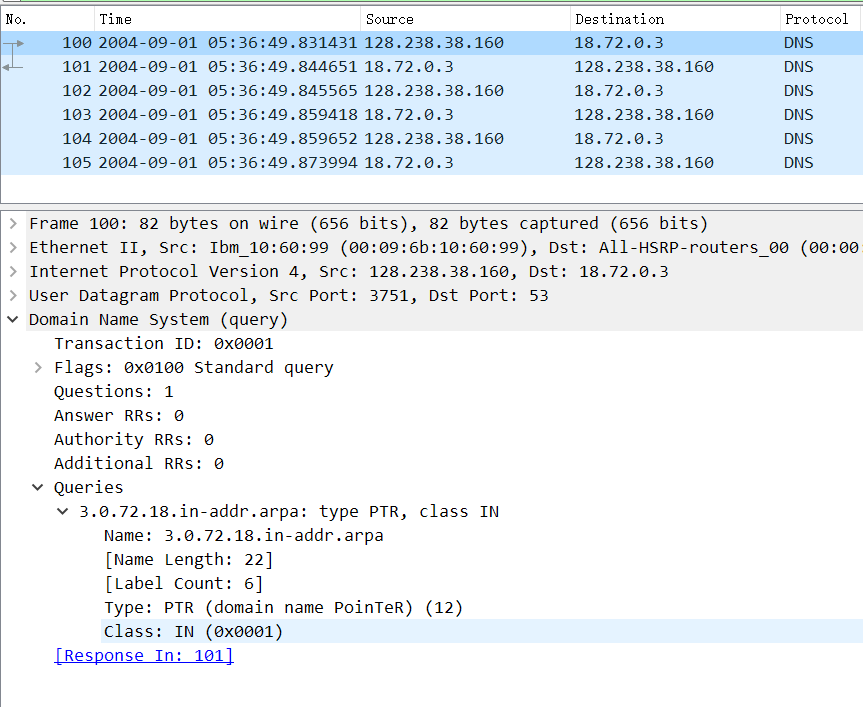 No. Time Source Destination Protocol
100 2004-09-01 05:36:49.831431 128.238.38.160 18.72.0.3 DNS
101 2004-09-01 05:36:49.844651 18.72.0.3 128.238.38.160 DNS
102 2004-09-01 05:36:49.845565 128.238.38.160 18.72.0.3 DNS
103 2004-09-01 05:36:49.859418 18.72.0.3 128.238.38.160 DNS
104 2004-09-01 05:36:49.859652 128.238.38.160 18.72.0.3 DNS
105 2004-09-01 05:36:49.873994 18.72.0.3 128.238.38.160 DNS
Frame 100: 82 bytes on wire (656 bits), 82 bytes captured (656 bits)
Ethernet II, Src: Ibm_10:60:99 (00:09:6b:10:60:99), Dst: All-HSRP-routers_00 (00:00:
Internet Protocol Version 4, Src: 128.238.38.160, Dst: 18.72.0.3
User Datagram Protocol, Src Port: 3751, Dst Port: 53
Domain Name System (query)
Transaction ID: 0x0001
Flags: 0x0100 Standard query
Questions: 1
Answer RRs: 0
Authority RRs: 0
Additional RRs: 0
Queries
3.0.72.18.in-addr.arpa: type PTR, class IN
Name: 3.0.72.18.in-addr.arpa
[Name Length: 22]
[Label Count: 6]
Type: PTR (domain name PoinTeR) (12)
Class: IN (0x0001)
[Response In: 101]